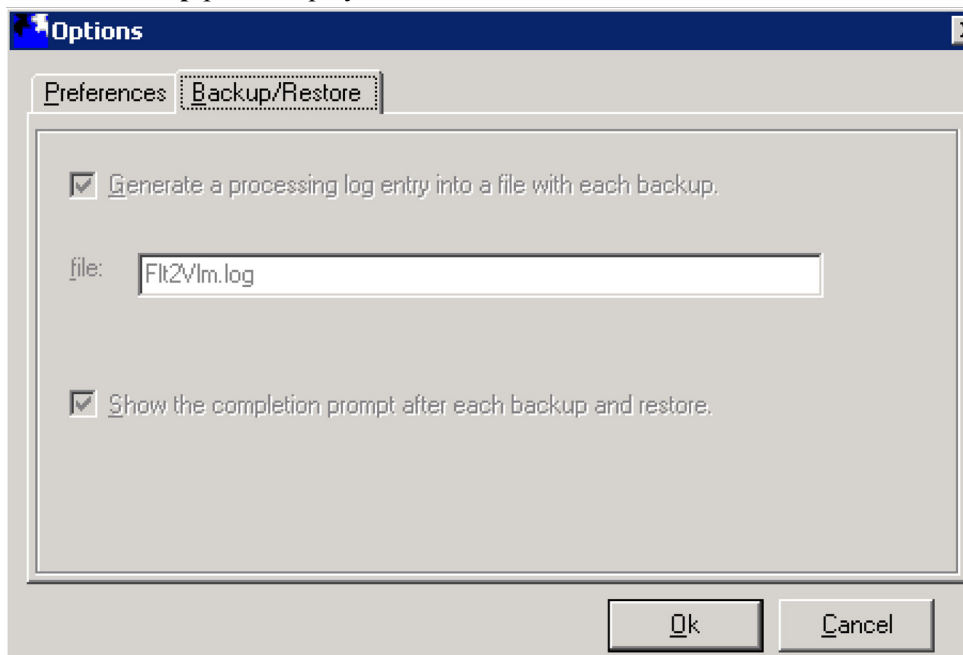 Options
Preferences Backup/Restore
Generate a processing log entry into a file with each backup.
file: Flt2Vlm.log
Show the completion prompt after each backup and restore.
Ok Cancel